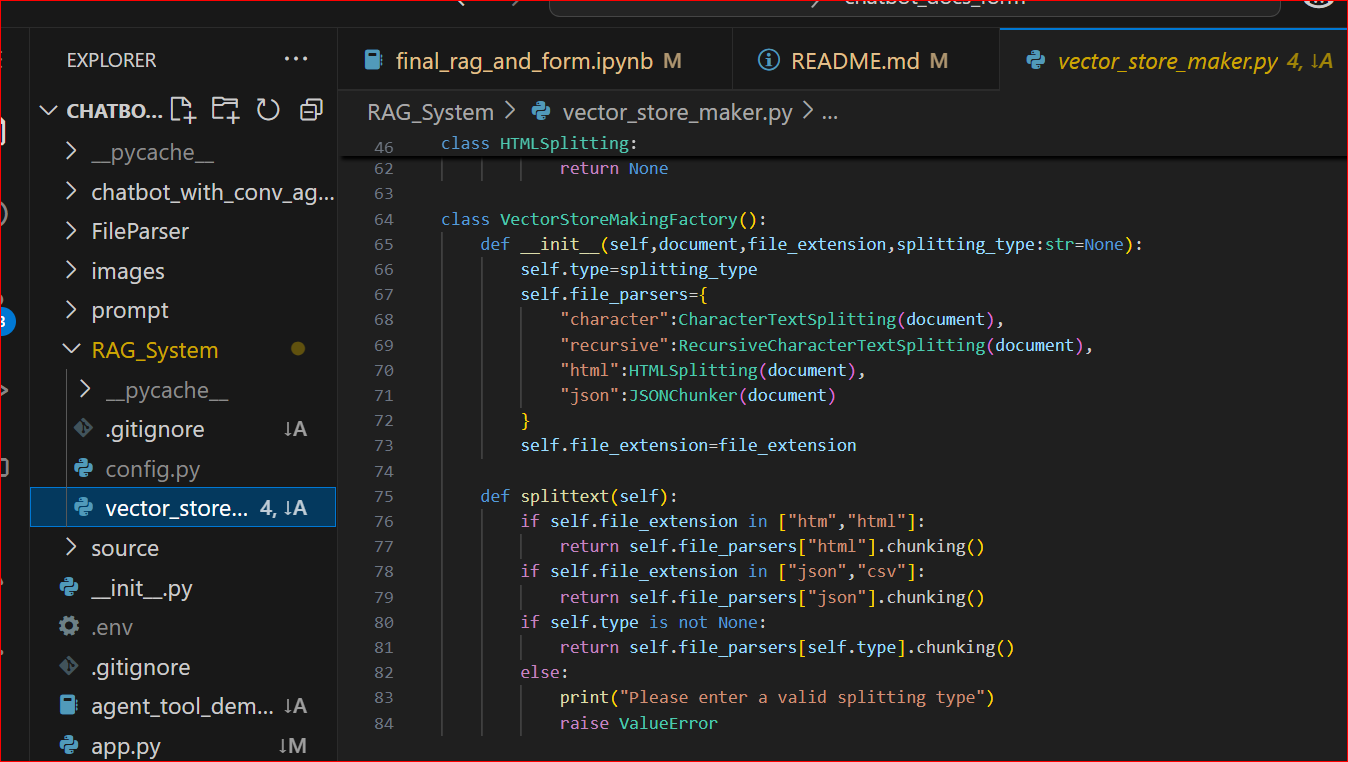 EXPLORER ...
CHATBO...
__pycache__
chatbot_with_conv_ag...
FileParser
images
prompt
RAG_System
__pycache__
.gitignore ↓A
config.py
vector_store... 4, ↓A
source
__init__.py
.env
.gitignore
agent_tool_dem... ↓A
app.py ↓M
final_rag_and_form.ipynb M
README.md M
vector_store_maker.py 4, ↓A
RAG_System > vector_store_maker.py > ...
46 class HTMLSplitting:
62 return None
63
64 class VectorStoreMakingFactory():
65 def __init__(self,document,file_extension,splitting_type:str=None):
66 self.type=splitting_type
67 self.file_parsers={
68 "character":CharacterTextSplitting(document),
69 "recursive":RecursiveCharacterTextSplitting(document),
70 "html":HTMLSplitting(document),
71 "json":JSONChunker(document)
72 }
73 self.file_extension=file_extension
74
75 def splittext(self):
76 if self.file_extension in ["htm","html"]:
77 return self.file_parsers["html"].chunking()
78 if self.file_extension in ["json","csv"]:
79 return self.file_parsers["json"].chunking()
80 if self.type is not None:
81 return self.file_parsers[self.type].chunking()
82 else:
83 print("Please enter a valid splitting type")
84 raise ValueError